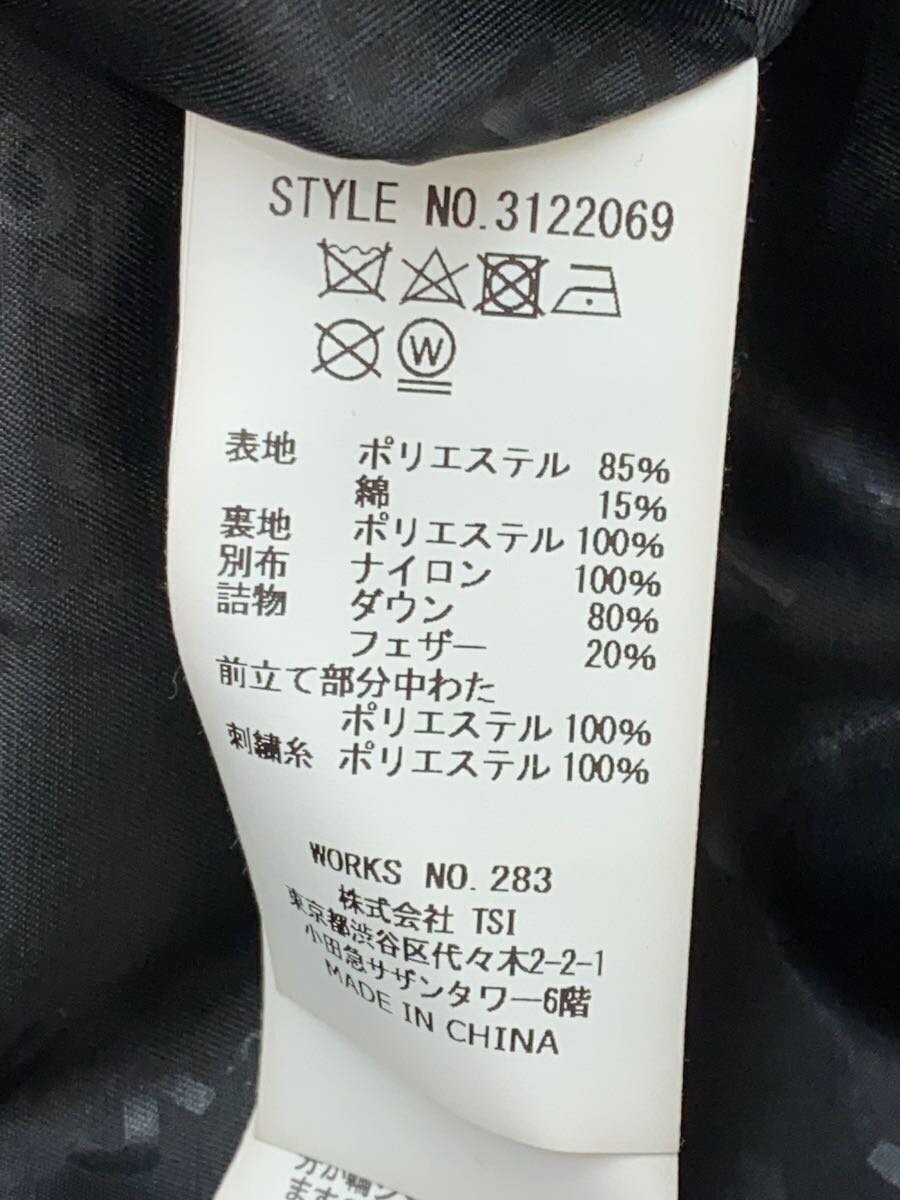 STYLE NO.3122069
W
表地 ポリエステル 85%
綿 15%
裏地 ポリエステル 100%
別布 ナイロン 100%
詰物 ダウン 80%
フェザー 20%
前立て部分中わた
ポリエステル 100%
刺繍糸 ポリエステル 100%
WORKS NO. 283
株式会社 TSI
東京都渋谷区代々木2-2-1
小田急サザンタワー6階
MADE IN CHINA